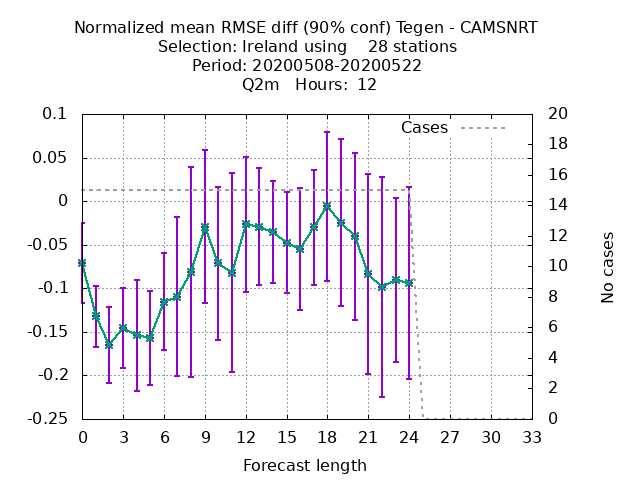 Normalized mean RMSE diff (90% conf) Tegen - CAMSNRT
Selection: Ireland using    28 stations
Period: 20200508-20200522
Q2m   Hours:  12
Cases
0.1
0.05
0
-0.05
-0.1
-0.15
-0.2
-0.25
20
18
16
14
12
10
8
6
4
2
0
No cases
0 3 6 9 12 15 18 21 24 27 30 33
Forecast length